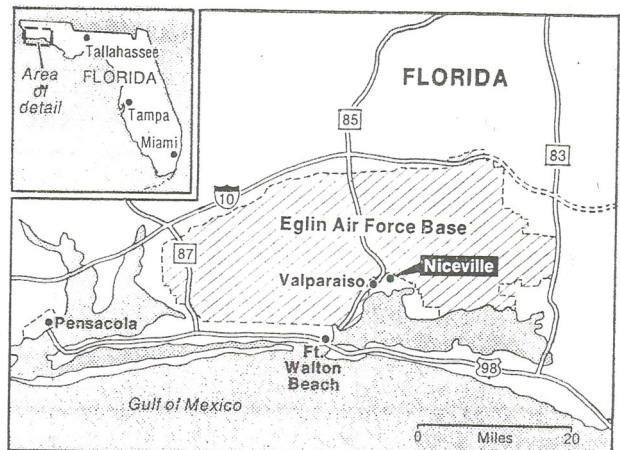 Tallahassee
Area
of
detail
FLORIDA
Tampa
Miami
FLORIDA
85
83
10
Eglin Air Force Base
87
Valparaiso
Niceville
Pensacola
Ft.
Walton
Beach
98
Gulf of Mexico
0 Miles 20